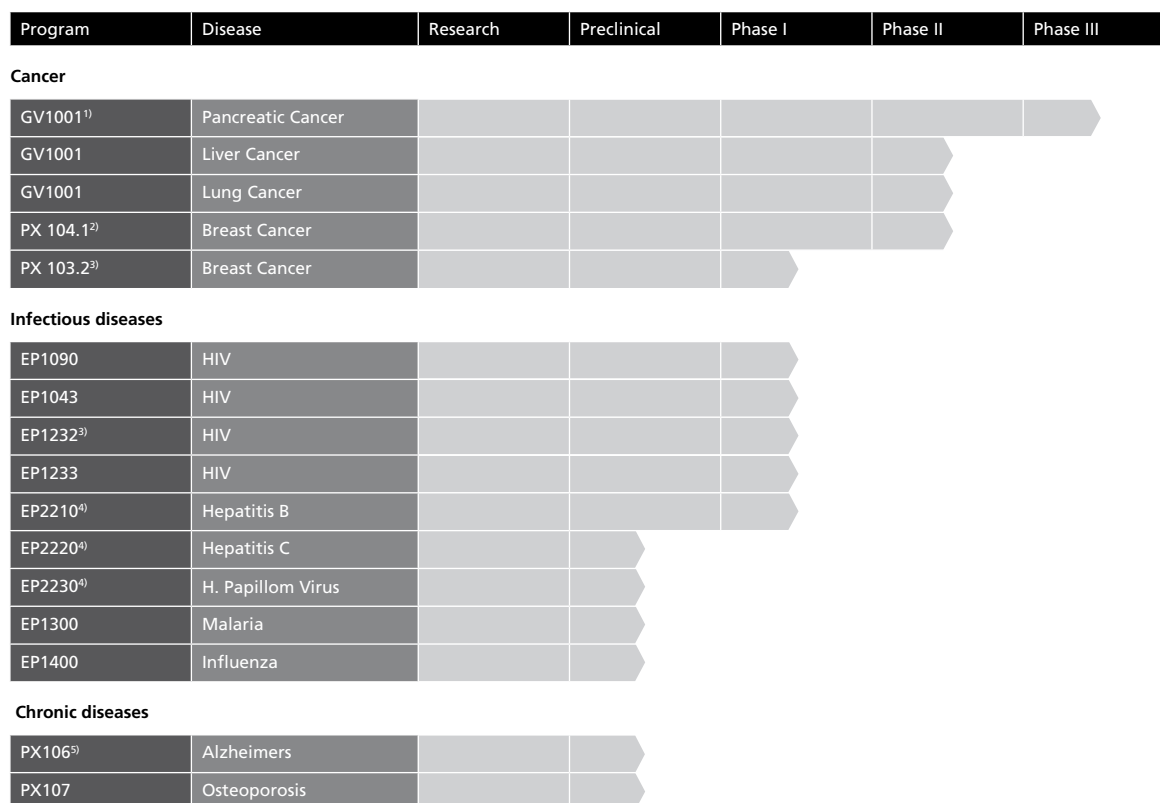 Program Disease Research Preclinical Phase I Phase II Phase III
Cancer
GV1001¹⁾ Pancreatic Cancer
GV1001 Liver Cancer
GV1001 Lung Cancer
PX 104.1²⁾ Breast Cancer
PX 103.2³⁾ Breast Cancer
Infectious diseases
EP1090 HIV
EP1043 HIV
EP1232³⁾ HIV
EP1233 HIV
EP2210⁴⁾ Hepatitis B
EP2220⁴⁾ Hepatitis C
EP2230⁴⁾ H. Papillom Virus
EP1300 Malaria
EP1400 Influenza
Chronic diseases
PX106⁵⁾ Alzheimers
PX107 Osteoporosis